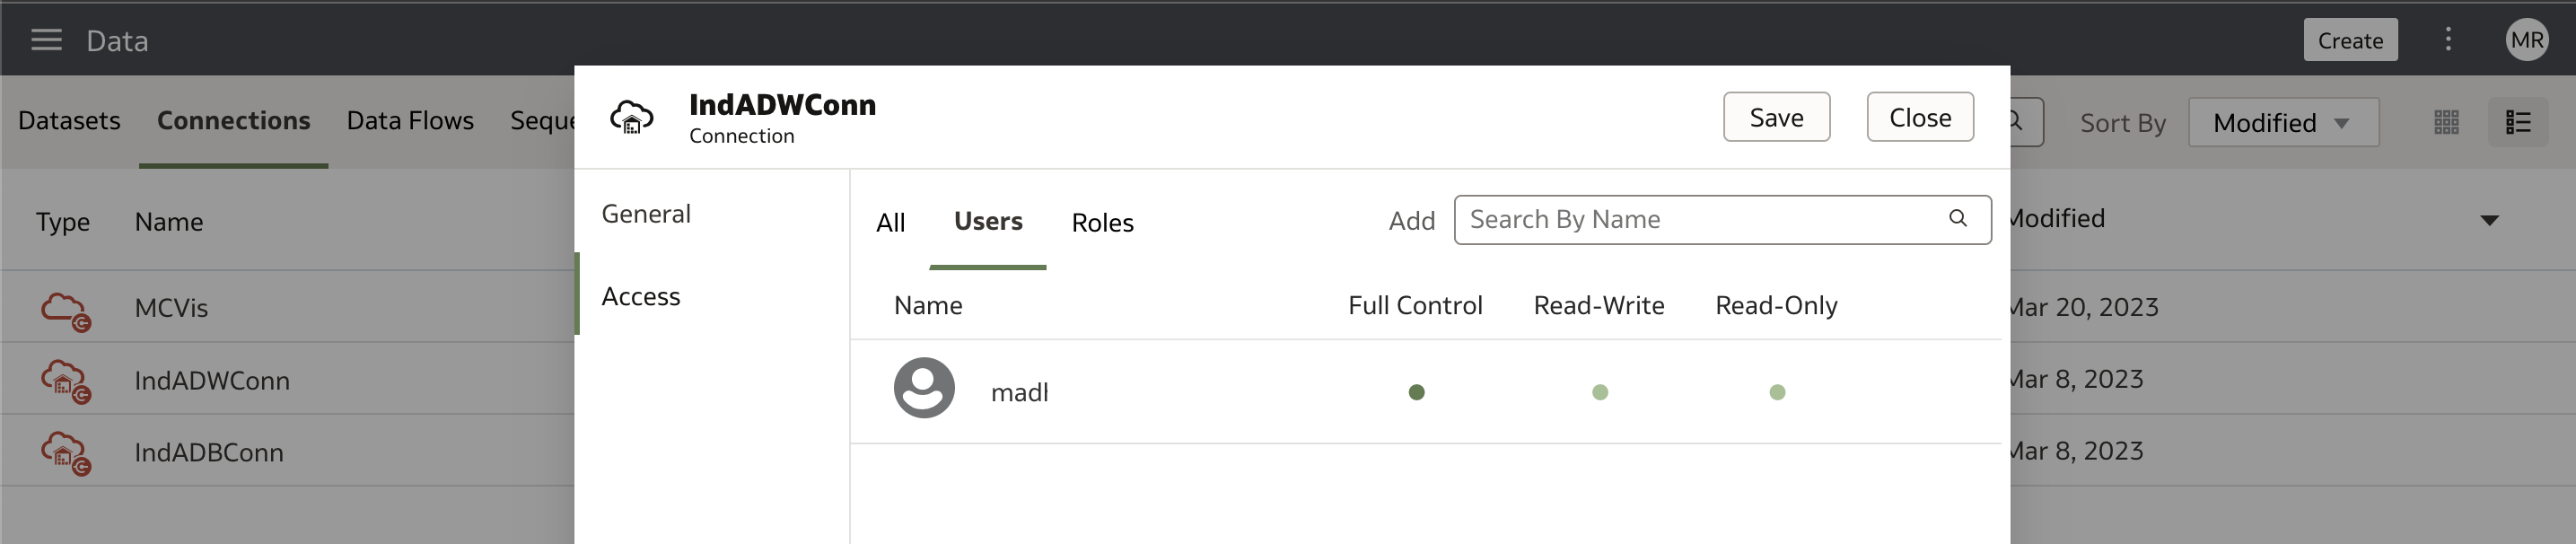 Data
Create
MR
IndADWConn
Connection
Save
Close
Datasets
Connections
Data Flows
Sort By
Modified
General
Access
All
Users
Roles
Add
Search By Name
Type
Name
Modified
Name
Full Control
Read-Write
Read-Only
MCVis
Mar 20, 2023
IndADWConn
Mar 8, 2023
IndADBConn
Mar 8, 2023